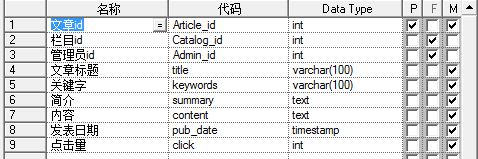 名称 代码 Data Type P F M
1 文章id = Article_id int
2 栏目id Catalog_id int
3 管理员id Admin_id int
4 文章标题 title varchar(100)
5 关键字 keywords varchar(100)
6 简介 summary text
7 内容 content text
8 发表日期 pub_date timestamp
9 点击量 click int